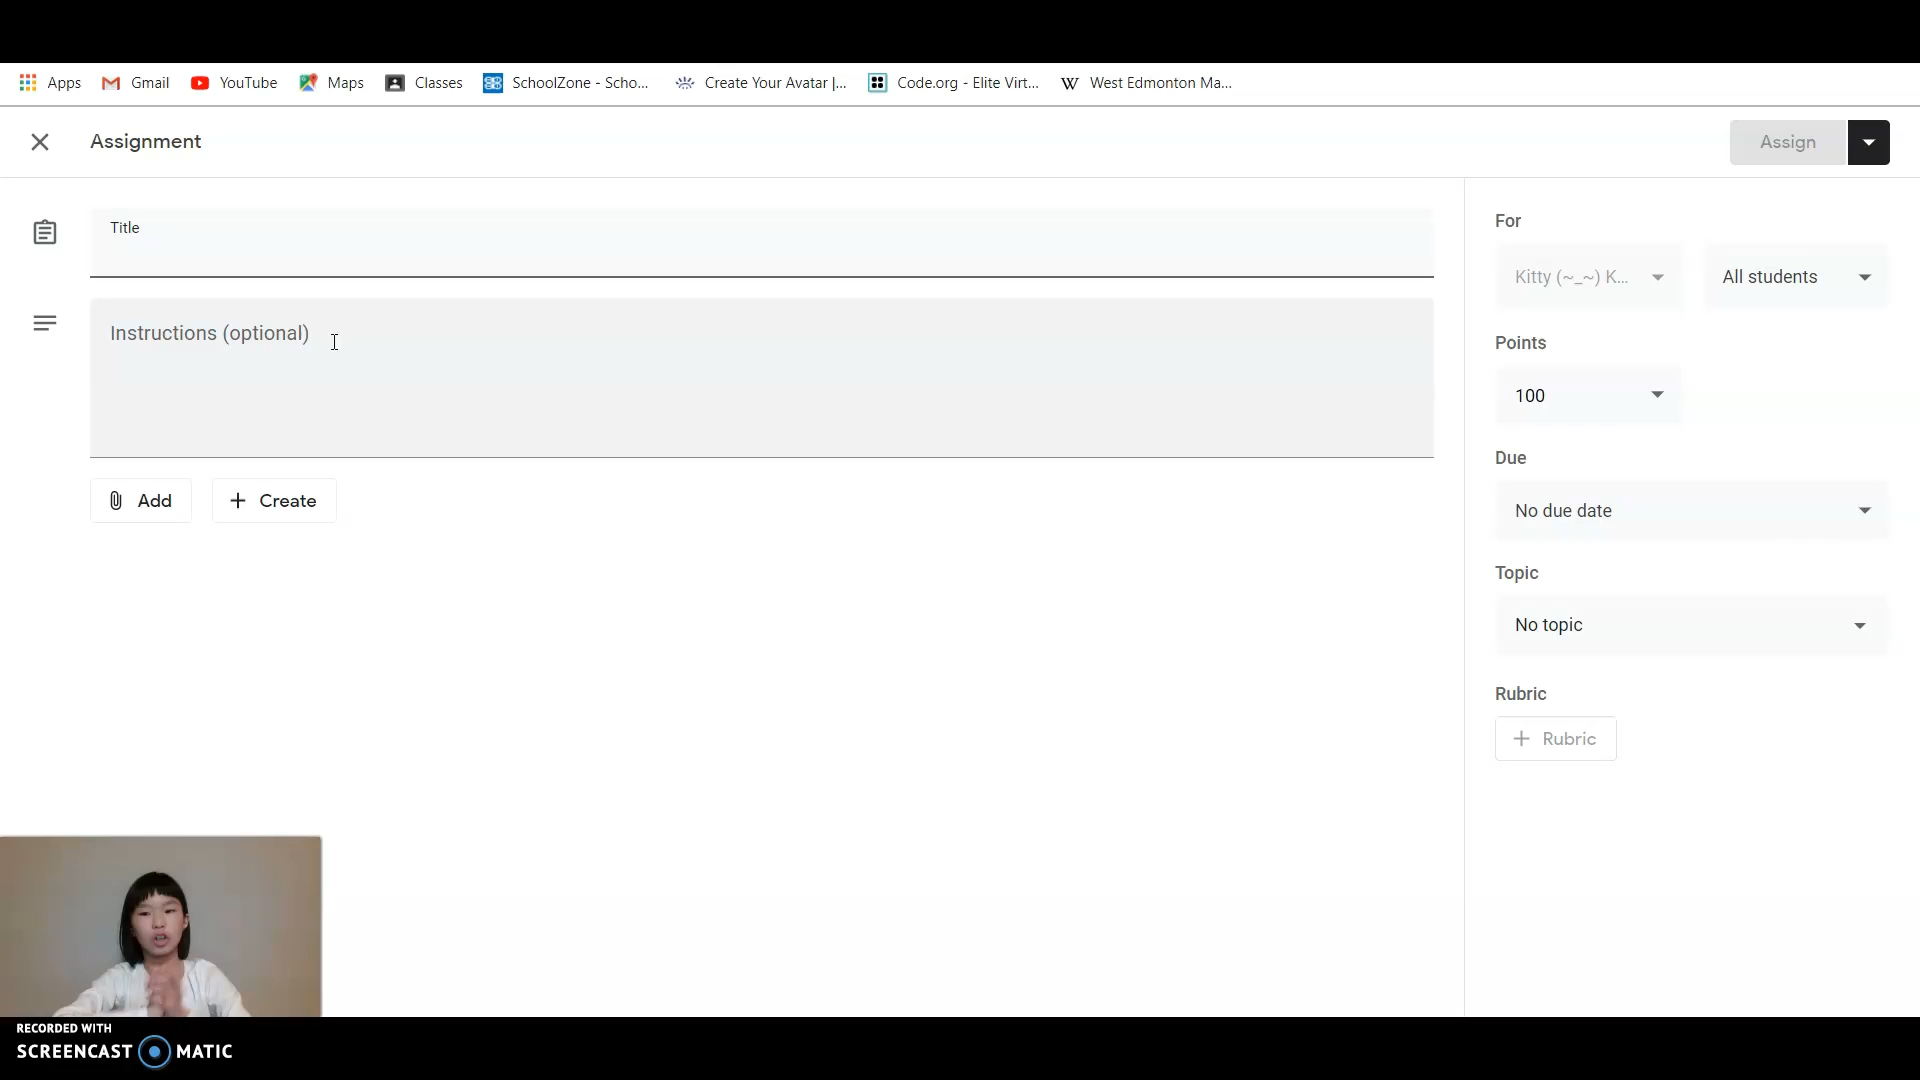 Apps Gmail YouTube Maps Classes SchoolZone - Scho... Create Your Avatar |... Code.org - Elite Virt... West Edmonton Ma...
Assignment
Assign
Title
Instructions (optional)
Add
Create
For
Kitty (~_~) K...
All students
Points
100
Due
No due date
Topic
No topic
Rubric
Rubric
RECORDED WITH
SCREENCAST MATIC